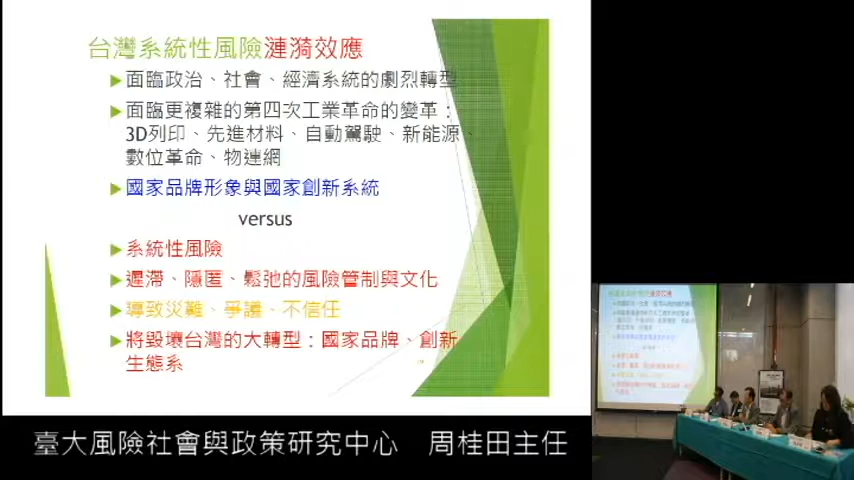 台灣系統性風險漣漪效應
面臨政治、社會、經濟系統的劇烈轉型
面臨更複雜的第四次工業革命的變革：
3D列印、先進材料、自動駕駛、新能源、
數位革命、物連網
國家品牌形象與國家創新系統
versus
系統性風險
遲滯、隱匿、鬆弛的風險管制與文化
導致災難、爭議、不信任
將毀壞台灣的大轉型：國家品牌、創新
生態系
臺大風險社會與政策研究中心　周桂田主任